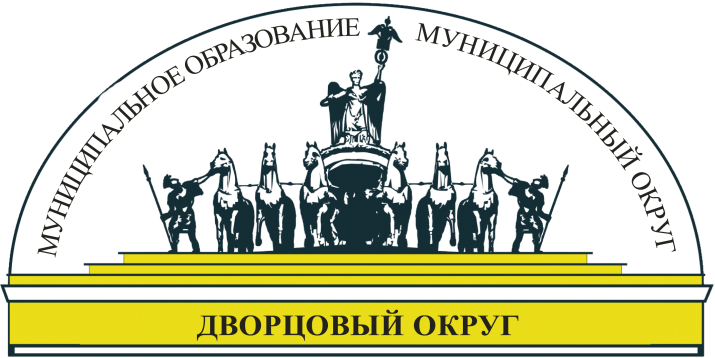 МУНИЦИПАЛЬНОЕ ОБРАЗОВАНИЕ МУНИЦИПАЛЬНЫЙ ОКРУГ
ДВОРЦОВЫЙ ОКРУГ